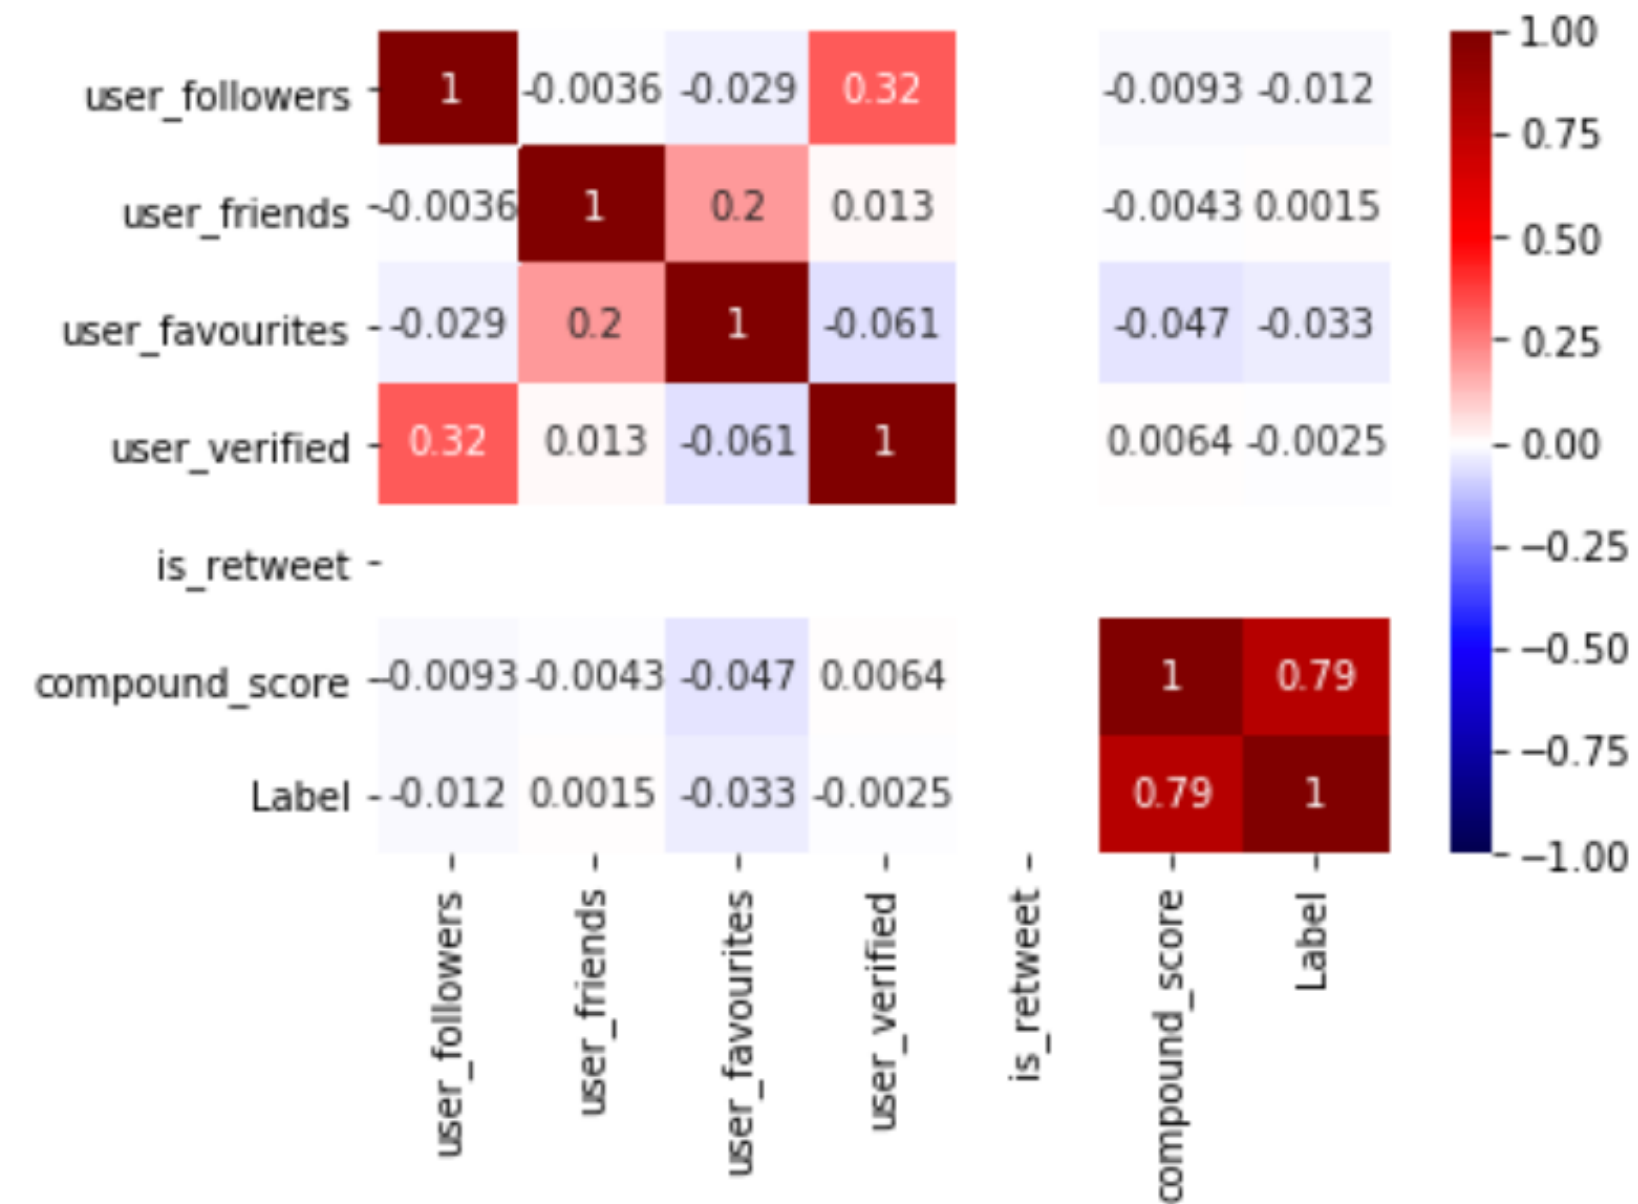 user_followers 1 -0.0036 -0.029 0.32 -0.0093 -0.012
user_friends -0.0036 1 0.2 0.013 -0.0043 0.0015
user_favourites -0.029 0.2 1 -0.061 -0.047 -0.033
user_verified 0.32 0.013 -0.061 1 0.0064 -0.0025
is_retweet
compound_score -0.0093 -0.0043 -0.047 0.0064 1 0.79
Label -0.012 0.0015 -0.033 -0.0025 0.79 1
user_followers
user_friends
user_favourites
user_verified
is_retweet
compound_score
Label
1.00
0.75
0.50
0.25
0.00
−0.25
−0.50
−0.75
−1.00